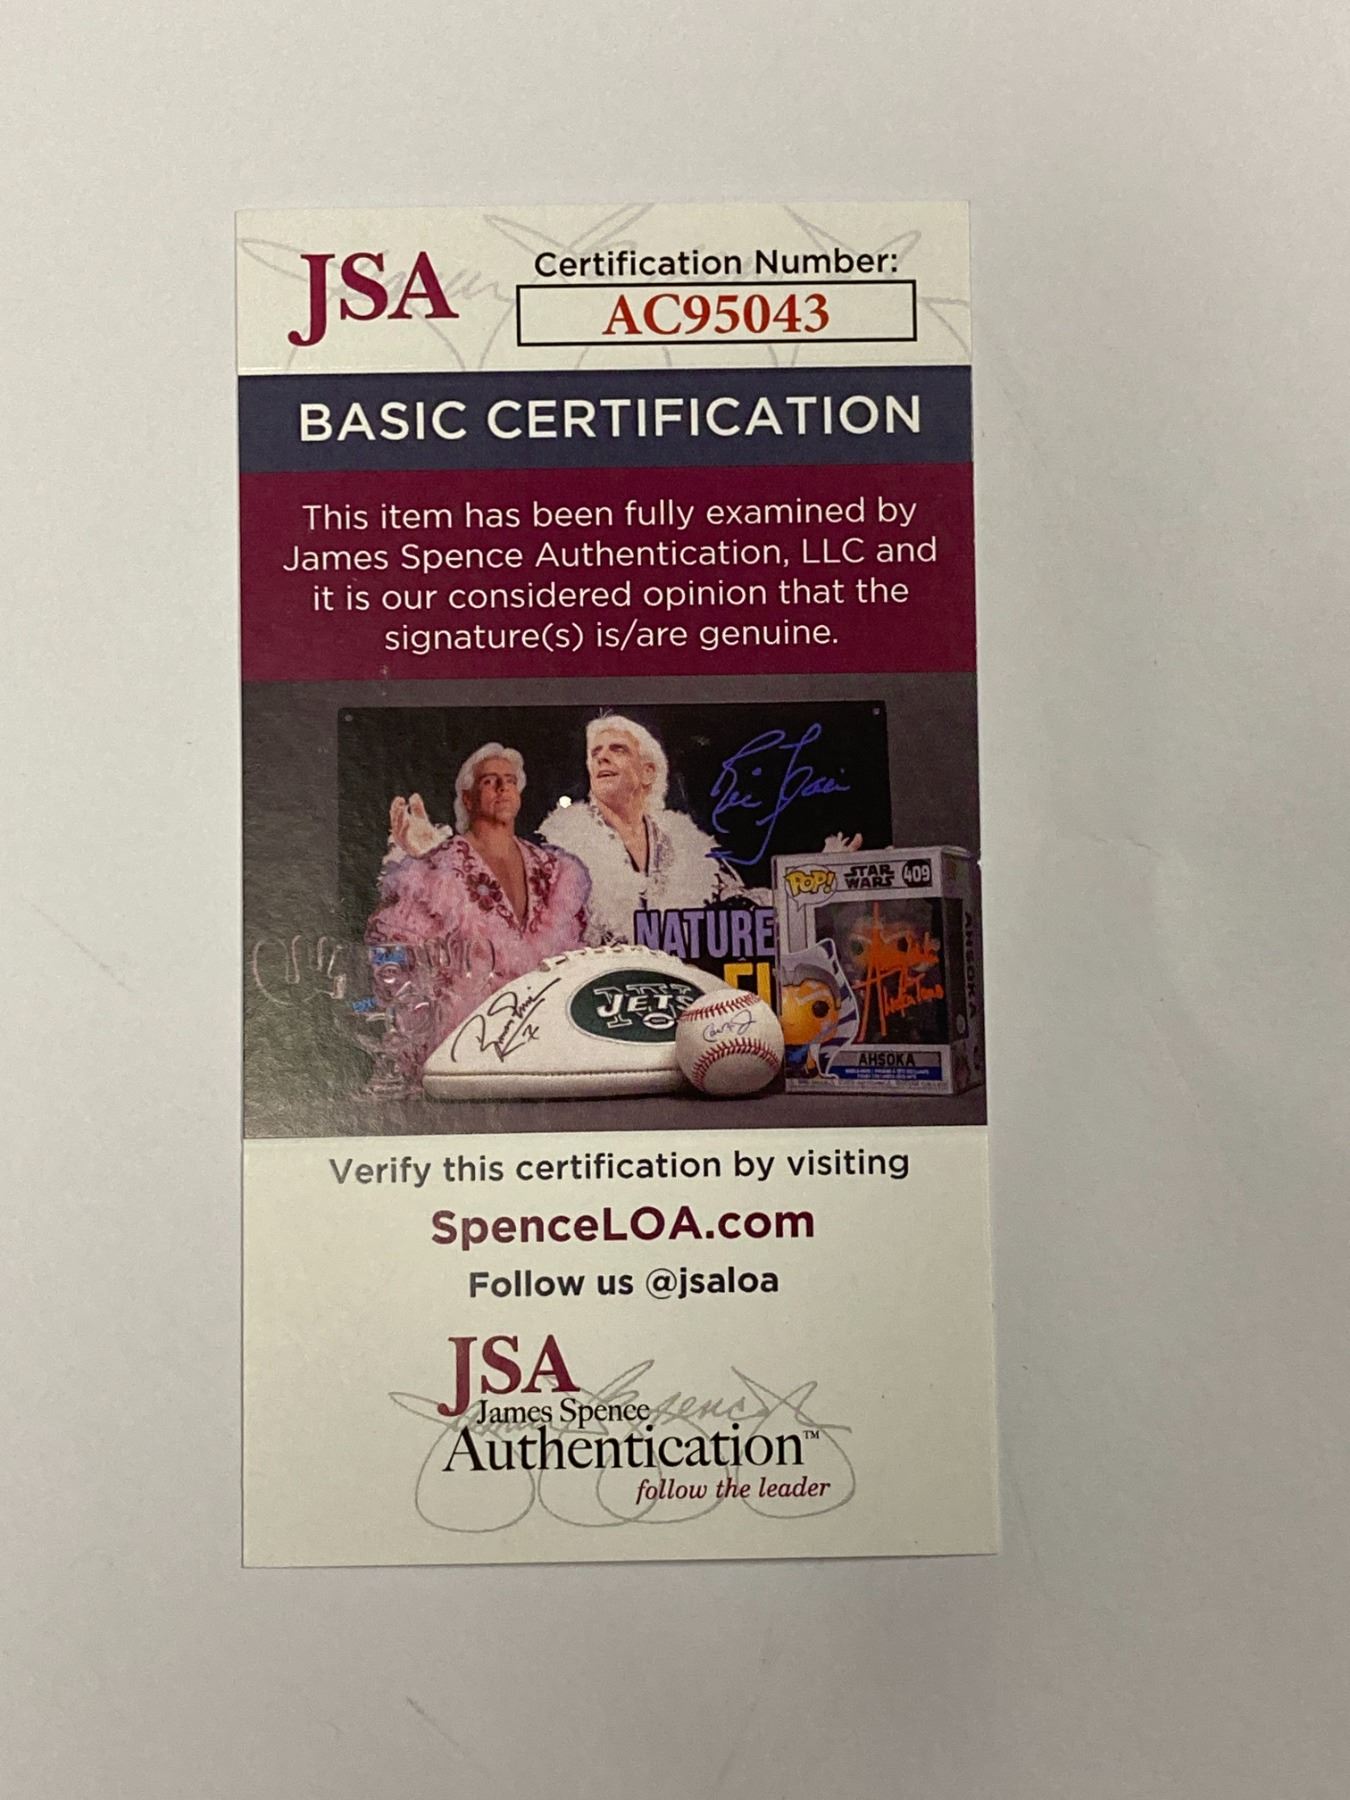 JSA
Certification Number:
AC95043
BASIC CERTIFICATION
This item has been fully examined by
James Spence Authentication, LLC and
it is our considered opinion that the
signature(s) is/are genuine.
POP!
STAR
WARS
409
NATURE
JETS
AHSOKA
AHSOKA
Verify this certification by visiting
SpenceLOA.com
Follow us @jsaloa
JSA
James Spence
Authentication™
follow the leader